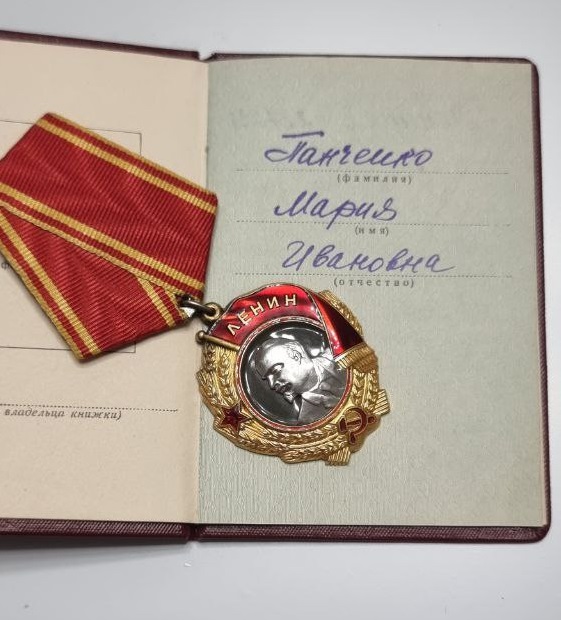 Панченко
(фамилия)
Мария
(имя)
Ивановна
(отчество)
ЛЕНИН
владельца книжки)